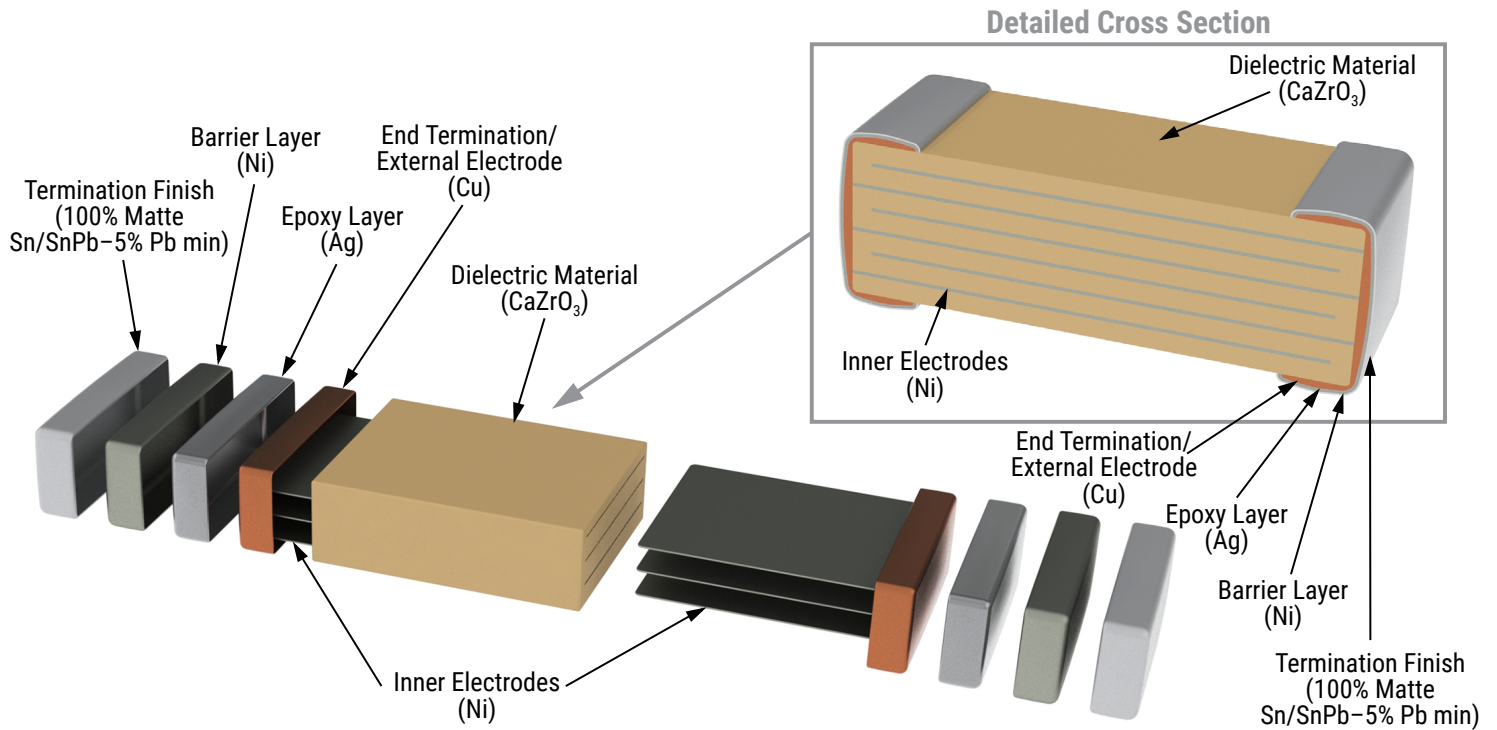 Detailed Cross Section
Dielectric Material
(CaZrO₃)
Inner Electrodes
(Ni)
Barrier Layer
(Ni)
End Termination/
External Electrode
(Cu)
Termination Finish
(100% Matte
Sn/SnPb–5% Pb min)
Epoxy Layer
(Ag)
Dielectric Material
(CaZrO₃)
Inner Electrodes
(Ni)
End Termination/
External Electrode
(Cu)
Epoxy Layer
(Ag)
Barrier Layer
(Ni)
Termination Finish
(100% Matte
Sn/SnPb–5% Pb min)